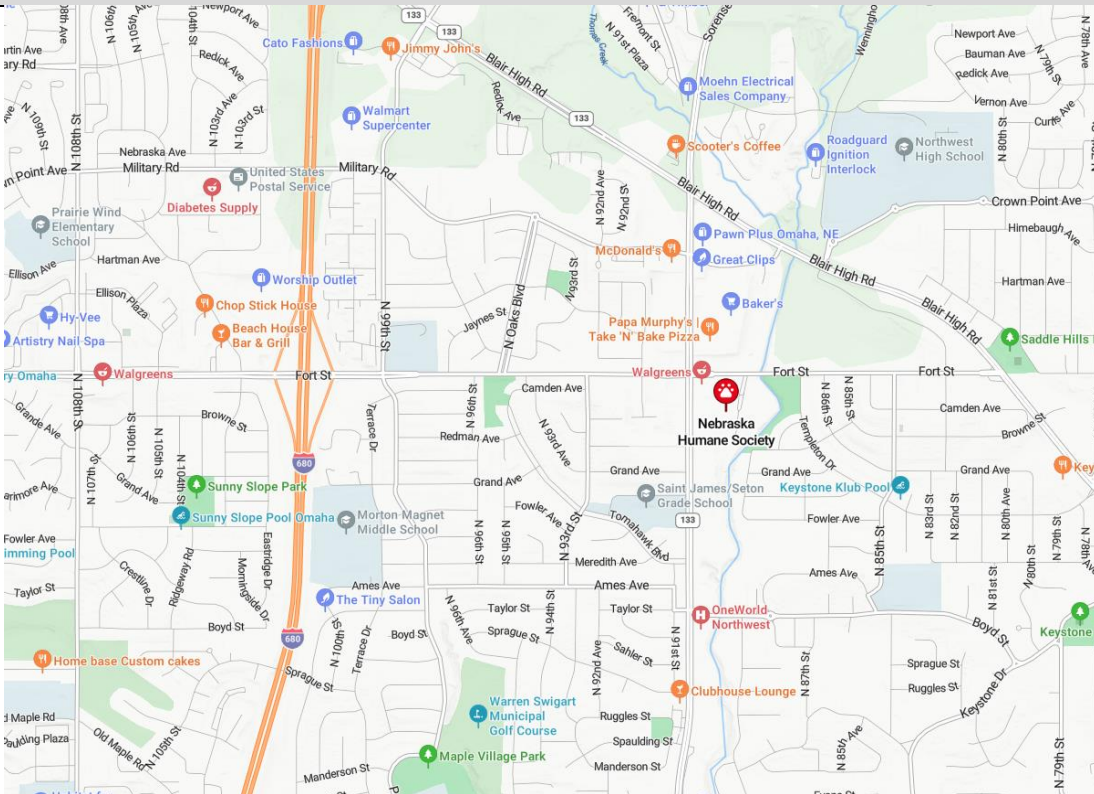 108th Ave
N 106th St
N 105th Ave
104th St
Newport Ave
Redick Ave
Cato Fashions
Jimmy John's
133
133
Blair High Rd
Fremont St
N 91st Plaza
Thomas Creek
Newport Ave
Bauman Ave
Redick Ave
N 79th St
N 78th Ave
Vernon Ave
N 80th St
Moehn Electrical
Sales Company
N 109th St
N 108th St
N 103rd Ave
N 103rd St
Walmart
Supercenter
Redick Ave
133
Scooter's Coffee
Roadguard
Ignition
Interlock
Northwest
High School
Nebraska Ave
Military Rd
Military Rd
United States
Postal Service
Diabetes Supply
N 92nd Ave
N 92nd St
Blair High Rd
Crown Point Ave
Himebaugh Ave
Prairie Wind
Elementary
School
Hartman Ave
Ellison Ave
Ellison Plaza
Worship Outlet
McDonald's
Pawn Plus Omaha, NE
Great Clips
Blair High Rd
Hartman Ave
Chop Stick House
Hy-Vee
Artistry Nail Spa
Beach House
Bar & Grill
N 99th St
Jaynes St
N Oaks Blvd
N 93rd St
Baker's
Papa Murphy's |
Take 'N' Bake Pizza
Blair High Rd
Saddle Hills
Omaha
Walgreens
Fort St
Walgreens
Fort St
Fort St
N 108th St
Grande Ave
N 106th St
N 105th St
N 104th St
Browne St
Terrace Dr
N 96th St
Camden Ave
Redman Ave
N 93rd Ave
Nebraska
Humane Society
N 86th St
N 85th St
Templeton Dr
Camden Ave
Browne St
680
N 107th St
Grand Ave
Sunny Slope Park
Sunny Slope Pool Omaha
Grand Ave
Grand Ave
Fowler Ave
Saint James/Seton
Grade School
Grand Ave
Keystone Klub Pool
Grand Ave
Morton Magnet
Middle School
N 96th St
N 95th St
N 93rd St
Tomahawk Blvd
133
Fowler Ave
N 85th St
N 83rd St
N 82nd St
N 80th Ave
N 79th St
N 78th Ave
Fowler Ave
Taylor St
Crestline Dr
Ridgeway Rd
Eastridge Dr
Morningside Dr
Meredith Ave
Ames Ave
Ames Ave
Ames Ave
N 81st St
N 80th St
The Tiny Salon
Boyd St
680
N 100th St
Terrace Dr
Boyd St
N 96th Ave
Taylor St
Sprague St
N 94th St
Taylor St
Sahler St
N 91st St
OneWorld
Northwest
Boyd St
Keystone
Home base Custom cakes
Sprague St
N 92nd Ave
Clubhouse Lounge
N 87th St
Sprague St
Ruggles St
Keystone Dr
Maple Rd
Old Maple Rd
N 105th St
Warren Swigart
Municipal
Golf Course
Ruggles St
Spaulding St
Maple Village Park
Manderson St
Manderson St
N 85th Ave
N 79th St